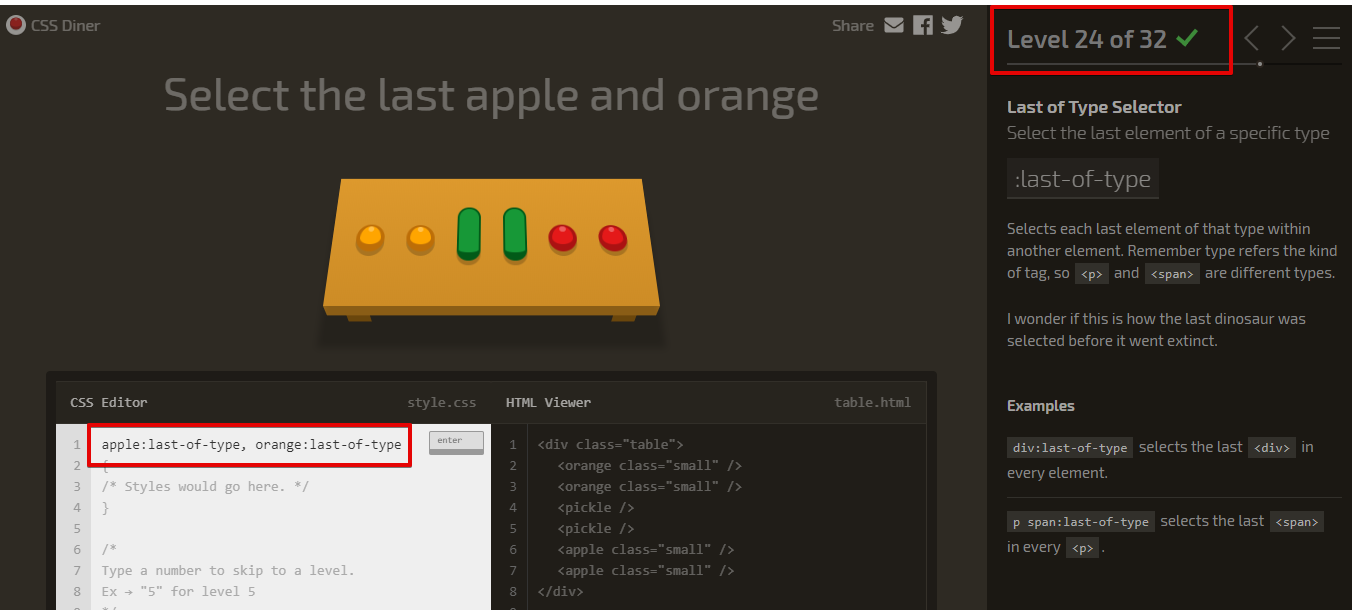 CSS Diner
Share
Select the last apple and orange
CSS Editor style.css
1 apple:last-of-type, orange:last-of-type enter
2 {
3 /* Styles would go here. */
4 }
5
6 /*
7 Type a number to skip to a level.
8 Ex → "5" for level 5
HTML Viewer table.html
1 <div class="table">
2 <orange class="small" />
3 <orange class="small" />
4 <pickle />
5 <pickle />
6 <apple class="small" />
7 <apple class="small" />
8 </div>
Level 24 of 32
Last of Type Selector
Select the last element of a specific type
:last-of-type
Selects each last element of that type within
another element. Remember type refers the kind
of tag, so <p> and <span> are different types.
I wonder if this is how the last dinosaur was
selected before it went extinct.
Examples
div:last-of-type selects the last <div> in
every element.
p span:last-of-type selects the last <span>
in every <p> .